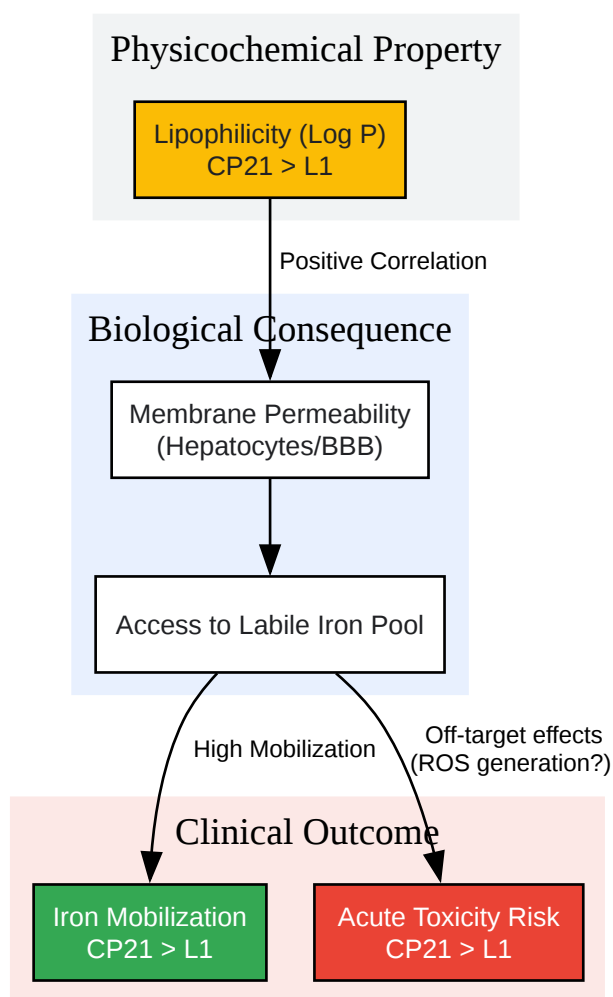 Physicochemical Property
Lipophilicity (Log P)
CP21 > L1
Positive Correlation
Biological Consequence
Membrane Permeability
(Hepatocytes/BBB)
Access to Labile Iron Pool
High Mobilization
Off-target effects
(ROS generation?)
Clinical Outcome
Iron Mobilization
CP21 > L1
Acute Toxicity Risk
CP21 > L1